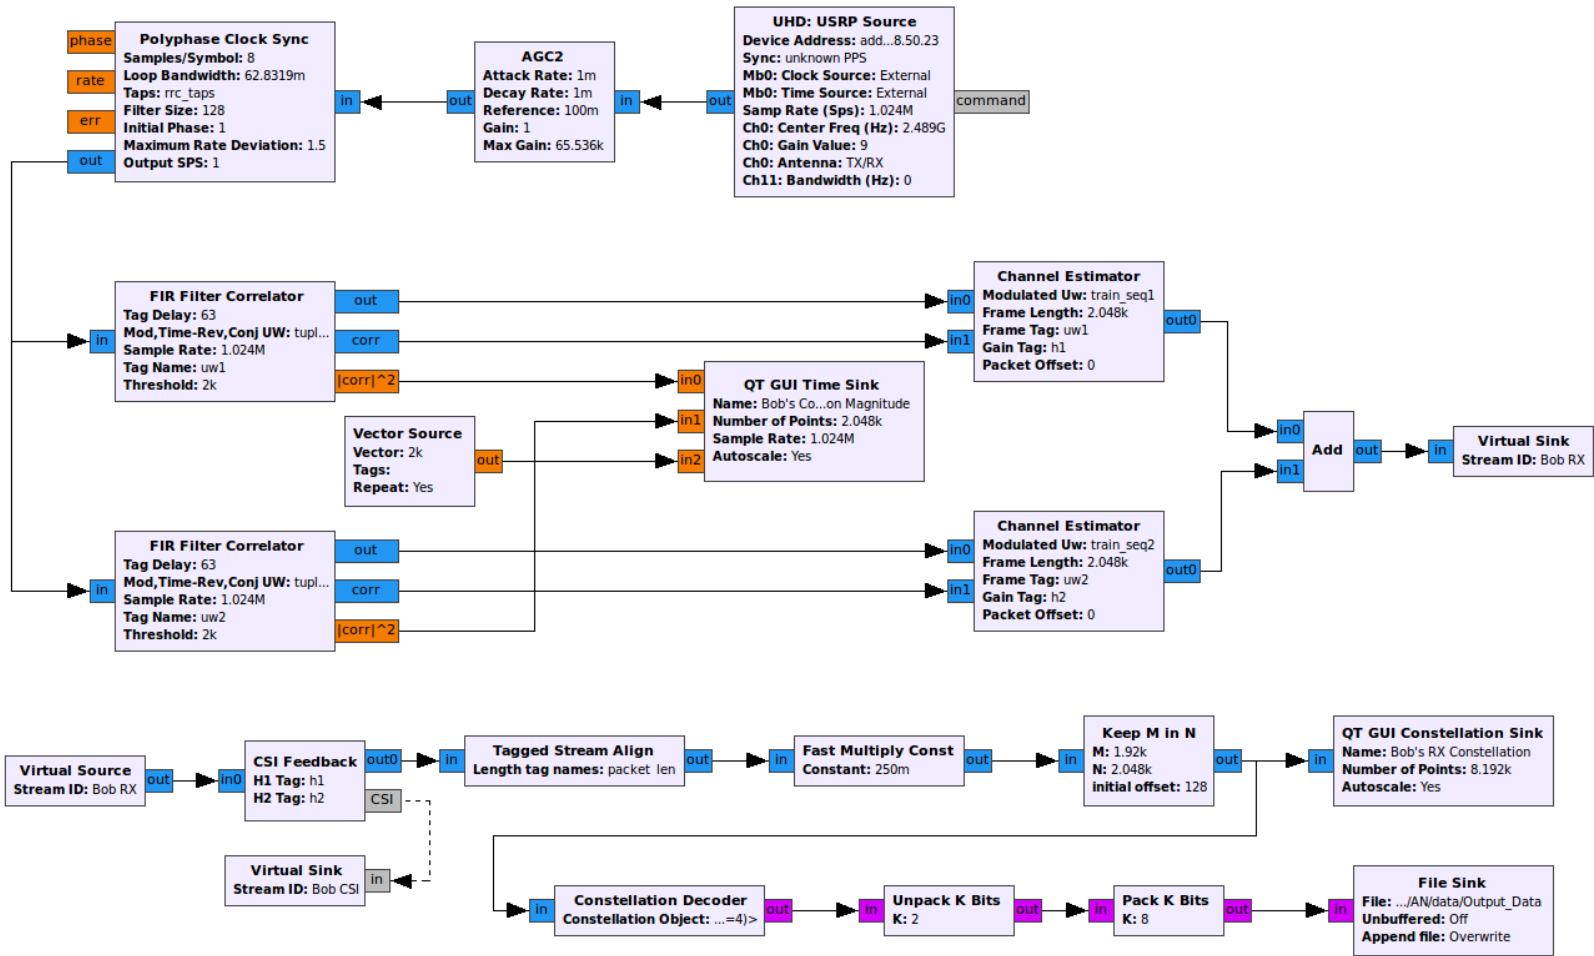 phase
rate
err
out
Polyphase Clock Sync
Samples/Symbol: 8
Loop Bandwidth: 62.8319m
Taps: rrc_taps
Filter Size: 128
Initial Phase: 1
Maximum Rate Deviation: 1.5
Output SPS: 1
in
out
AGC2
Attack Rate: 1m
Decay Rate: 1m
Reference: 100m
Gain: 1
Max Gain: 65.536k
in
out
UHD: USRP Source
Device Address: add...8.50.23
Sync: unknown PPS
Mb0: Clock Source: External
Mb0: Time Source: External
Samp Rate (Sps): 1.024M
Ch0: Center Freq (Hz): 2.489G
Ch0: Gain Value: 9
Ch0: Antenna: TX/RX
Ch11: Bandwidth (Hz): 0
command
in
FIR Filter Correlator
Tag Delay: 63
Mod,Time-Rev,Conj UW: tupl...
Sample Rate: 1.024M
Tag Name: uw1
Threshold: 2k
out
corr
|corr|^2
in0
in1
Channel Estimator
Modulated Uw: train_seq1
Frame Length: 2.048k
Frame Tag: uw1
Gain Tag: h1
Packet Offset: 0
out0
in0
in1
in2
QT GUI Time Sink
Name: Bob's Co...on Magnitude
Number of Points: 2.048k
Sample Rate: 1.024M
Autoscale: Yes
Vector Source
Vector: 2k
Tags:
Repeat: Yes
out
in0
in1
Add
out
in
Virtual Sink
Stream ID: Bob RX
in
FIR Filter Correlator
Tag Delay: 63
Mod,Time-Rev,Conj UW: tupl...
Sample Rate: 1.024M
Tag Name: uw2
Threshold: 2k
out
corr
|corr|^2
in0
in1
Channel Estimator
Modulated Uw: train_seq2
Frame Length: 2.048k
Frame Tag: uw2
Gain Tag: h2
Packet Offset: 0
out0
Virtual Source
Stream ID: Bob RX
out
in0
CSI Feedback
H1 Tag: h1
H2 Tag: h2
out0
CSI
in
Tagged Stream Align
Length tag names: packet_len
out
in
Fast Multiply Const
Constant: 250m
out
in
Keep M in N
M: 1.92k
N: 2.048k
initial offset: 128
out
in
QT GUI Constellation Sink
Name: Bob's RX Constellation
Number of Points: 8.192k
Autoscale: Yes
Virtual Sink
Stream ID: Bob CSI
in
in
Constellation Decoder
Constellation Object: ...=4)>
out
in
Unpack K Bits
K: 2
out
in
Pack K Bits
K: 8
out
in
File Sink
File: .../AN/data/Output_Data
Unbuffered: Off
Append file: Overwrite